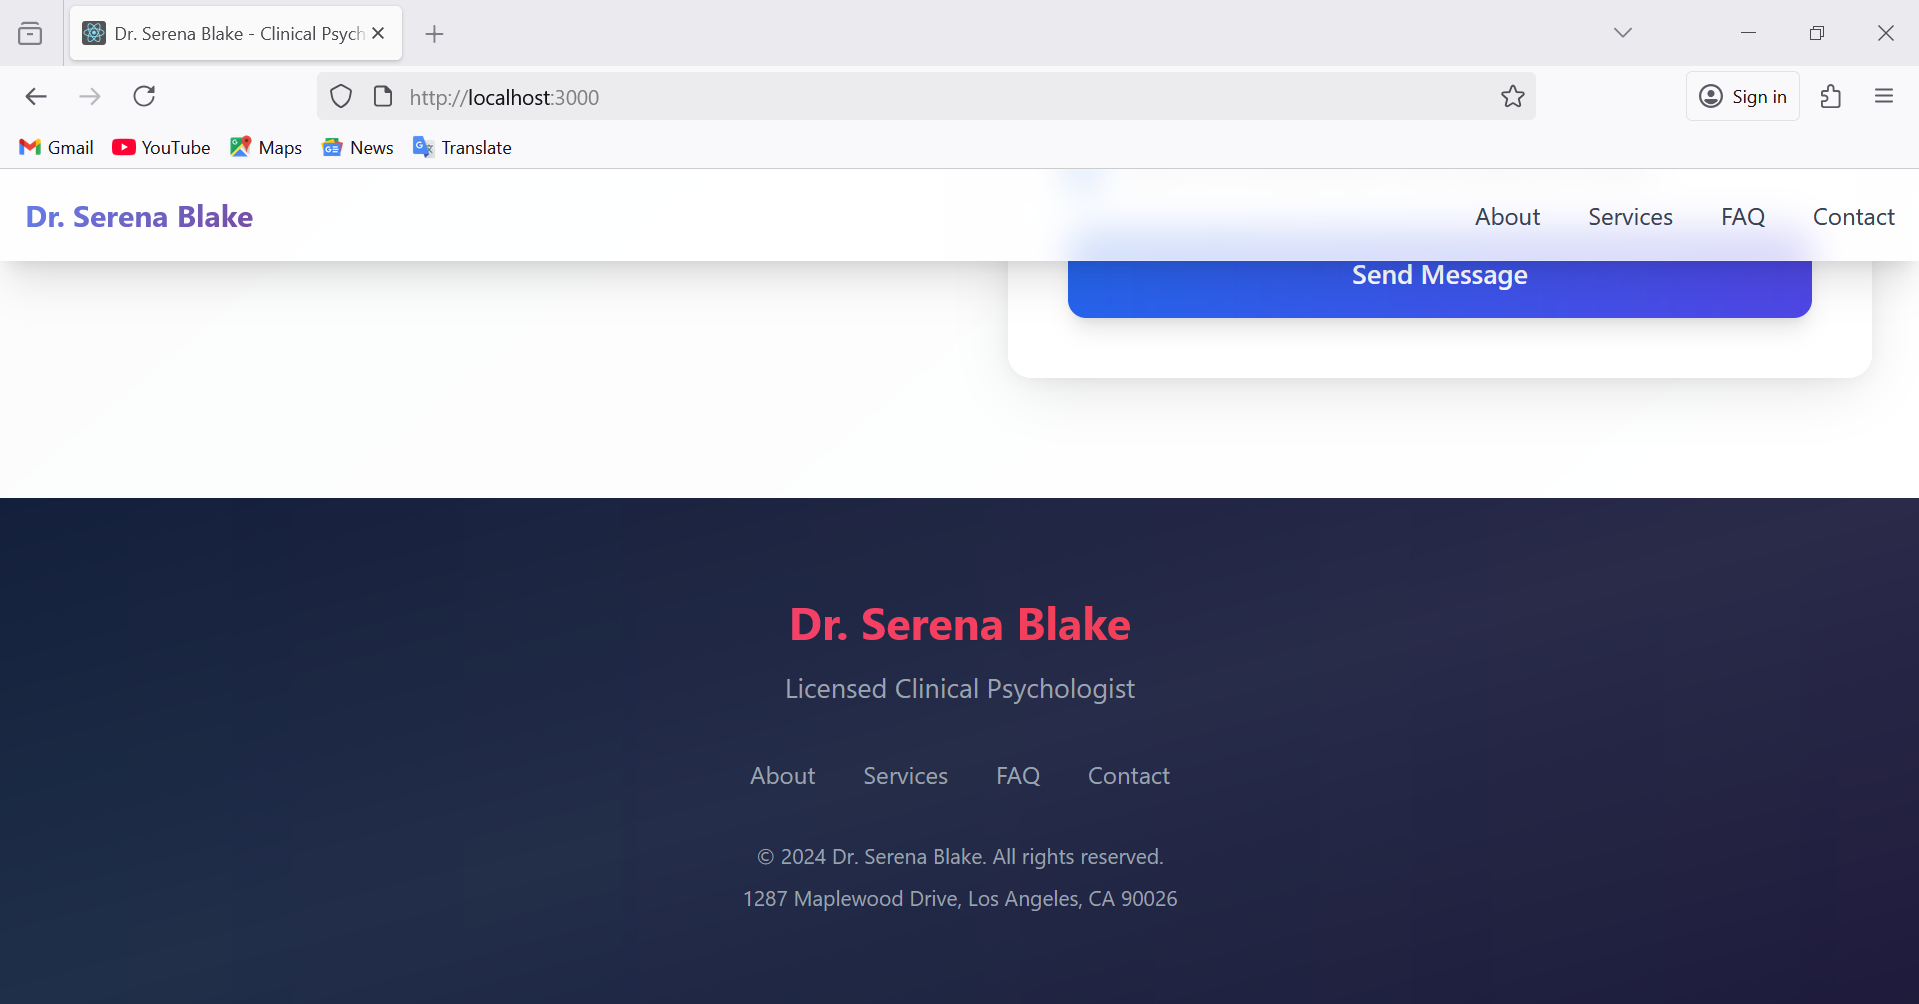 Dr. Serena Blake - Clinical Psych
http://localhost:3000
Sign in
Gmail YouTube Maps News Translate
Dr. Serena Blake
About Services FAQ Contact
Send Message
Dr. Serena Blake
Licensed Clinical Psychologist
About Services FAQ Contact
© 2024 Dr. Serena Blake. All rights reserved.
1287 Maplewood Drive, Los Angeles, CA 90026